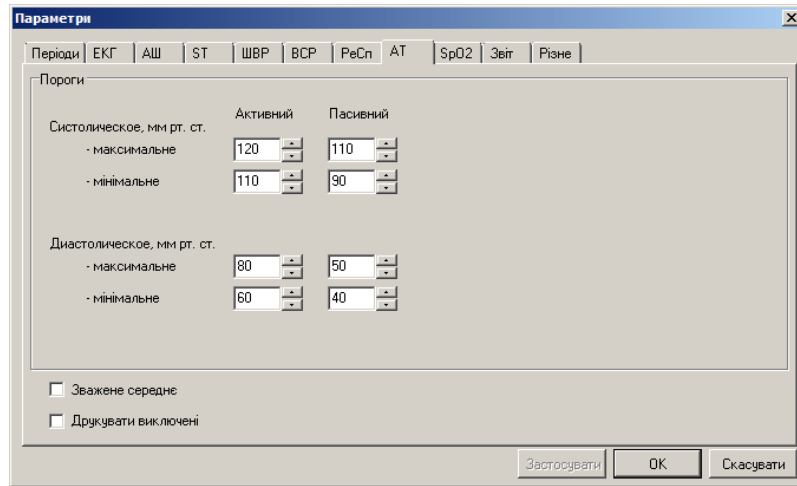 Параметри
Періоди ЕКГ АШ ST ШВР ВСР РеСп АТ SpO2 Звіт Різне
Пороги
Активний Пасивний
Систолическое, мм рт. ст.
- максимальне 120 110
- мінімальне 110 90
Диастолическое, мм рт. ст.
- максимальне 80 50
- мінімальне 60 40
Зважене середнє
Друкувати виключені
Застосувати OK Скасувати